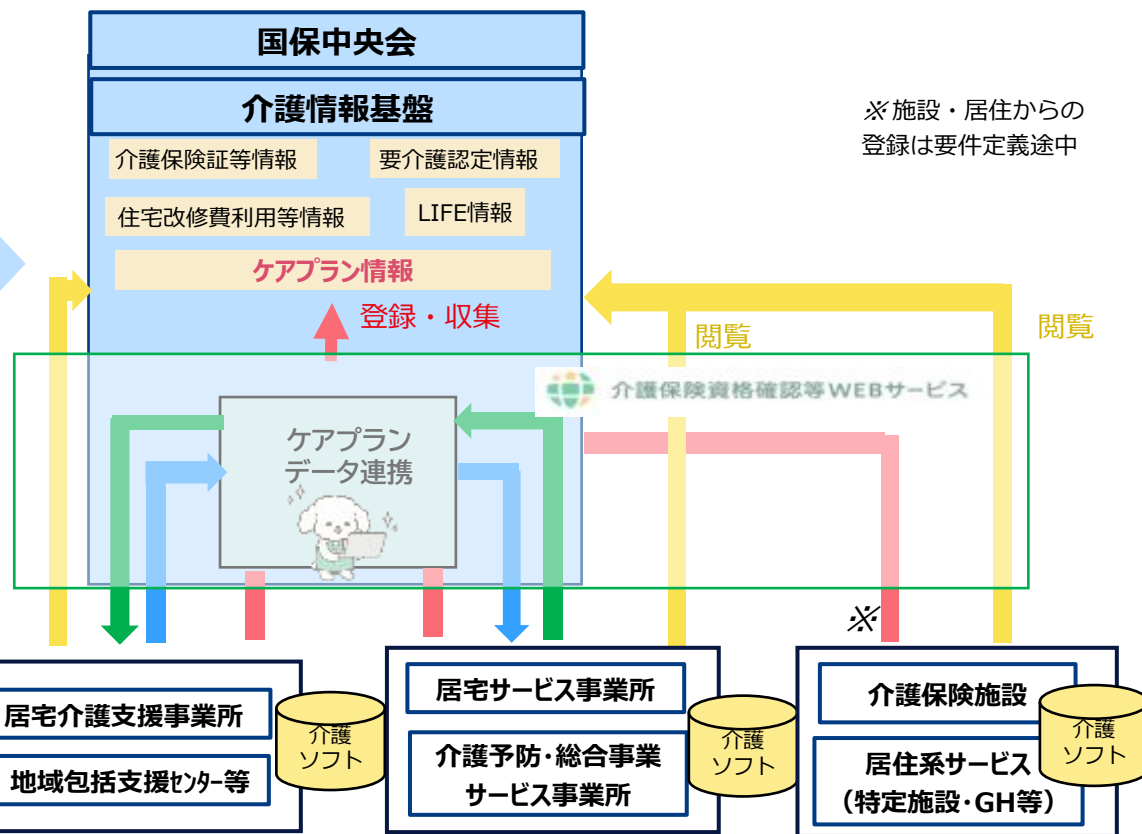 国保中央会
介護情報基盤
※施設・居住からの
登録は要件定義途中
介護保険証等情報
要介護認定情報
住宅改修費利用等情報
LIFE情報
ケアプラン情報
登録・収集
閲覧
閲覧
介護保険資格確認等WEBサービス
ケアプラン
データ連携
※
居宅介護支援事業所
地域包括支援ｾﾝﾀｰ等
介護
ソフト
居宅サービス事業所
介護予防・総合事業
サービス事業所
介護
ソフト
介護保険施設
居住系サービス
（特定施設・GH等）
介護
ソフト